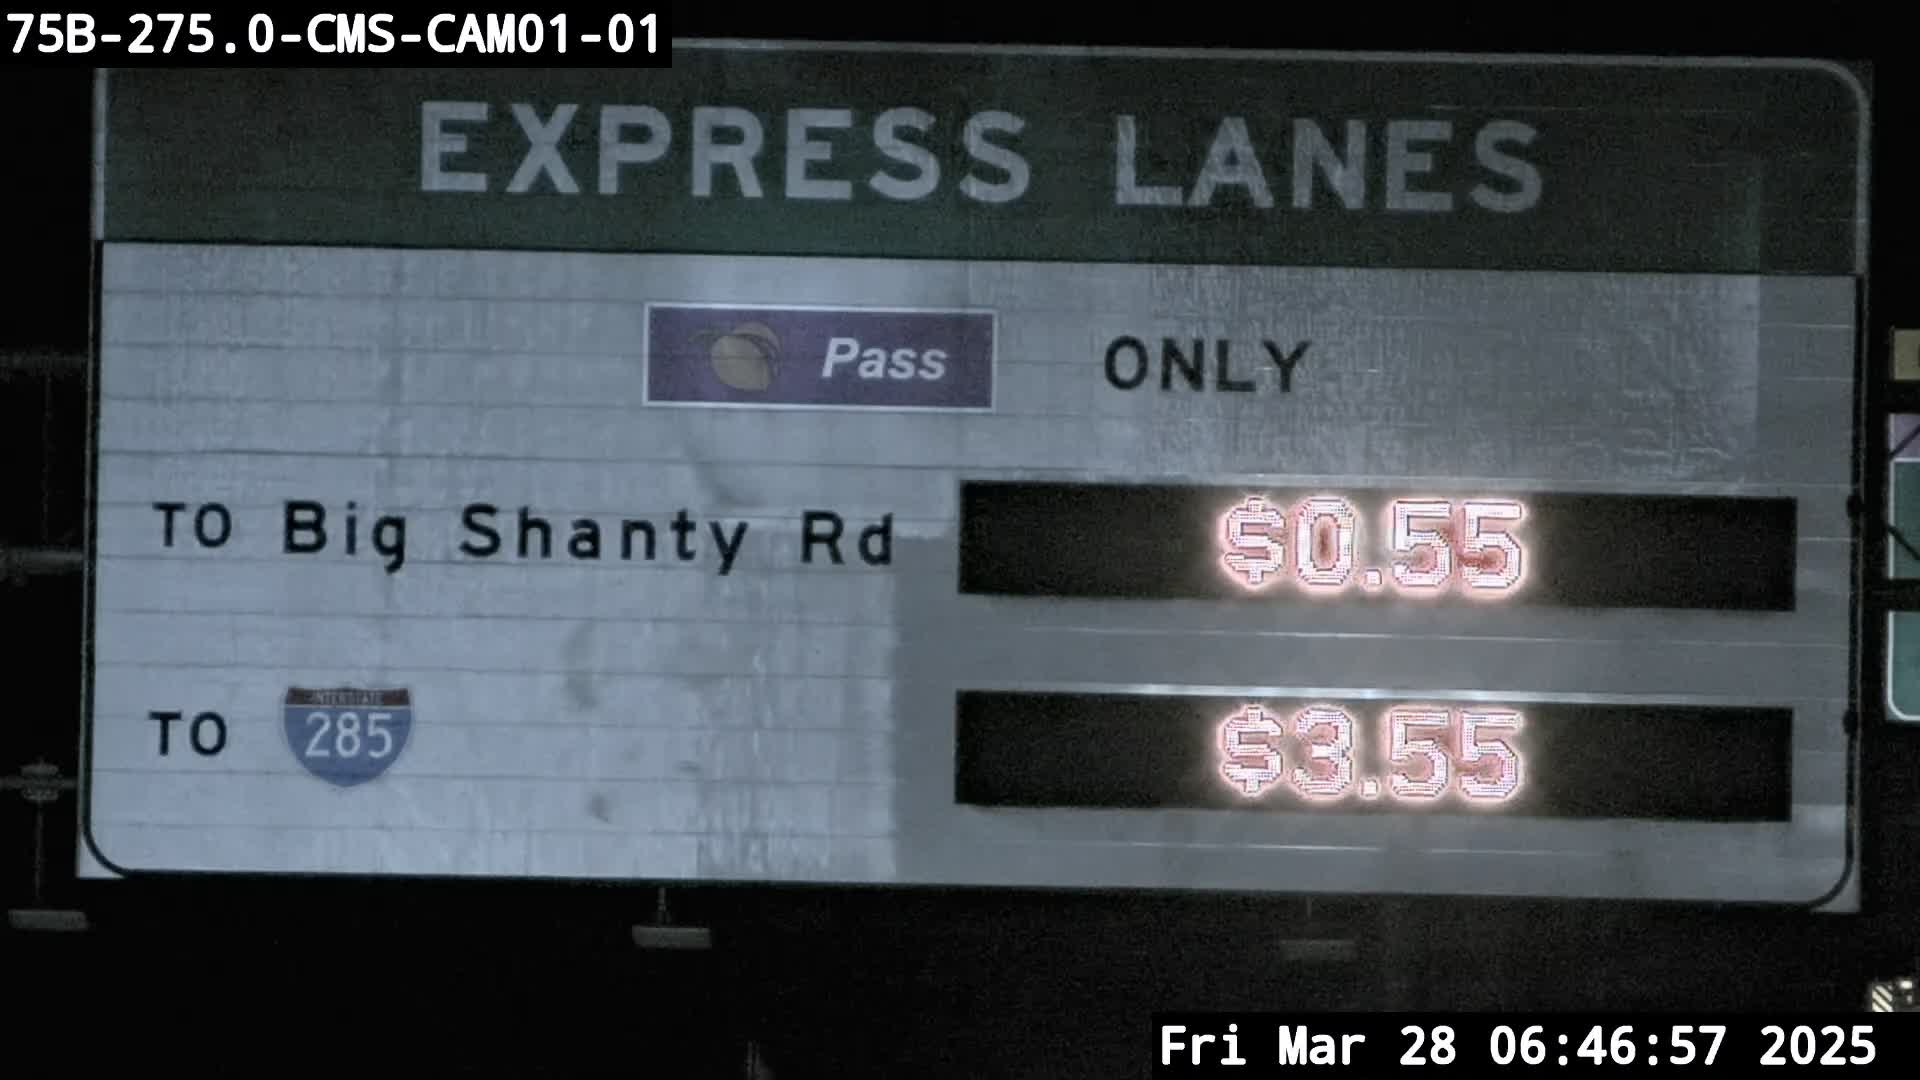 75B-275.0-CMS-CAM01-01
EXPRESS LANES
Pass ONLY
TO Big Shanty Rd $0.55
INTERSTATE
TO 285 $3.55
Fri Mar 28 06:46:57 2025